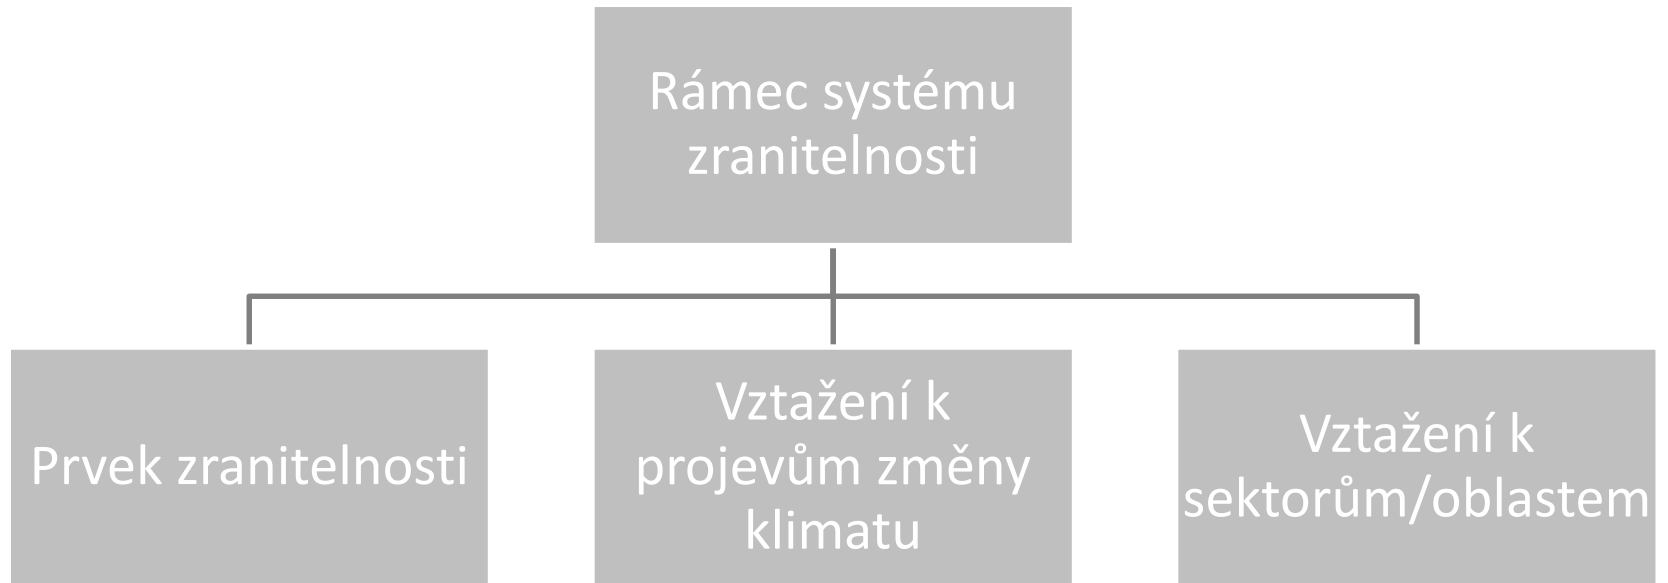 Rámec systému
zranitelnosti
Prvek zranitelnosti
Vztažení k
projevům změny
klimatu
Vztažení k
sektorům/oblastem